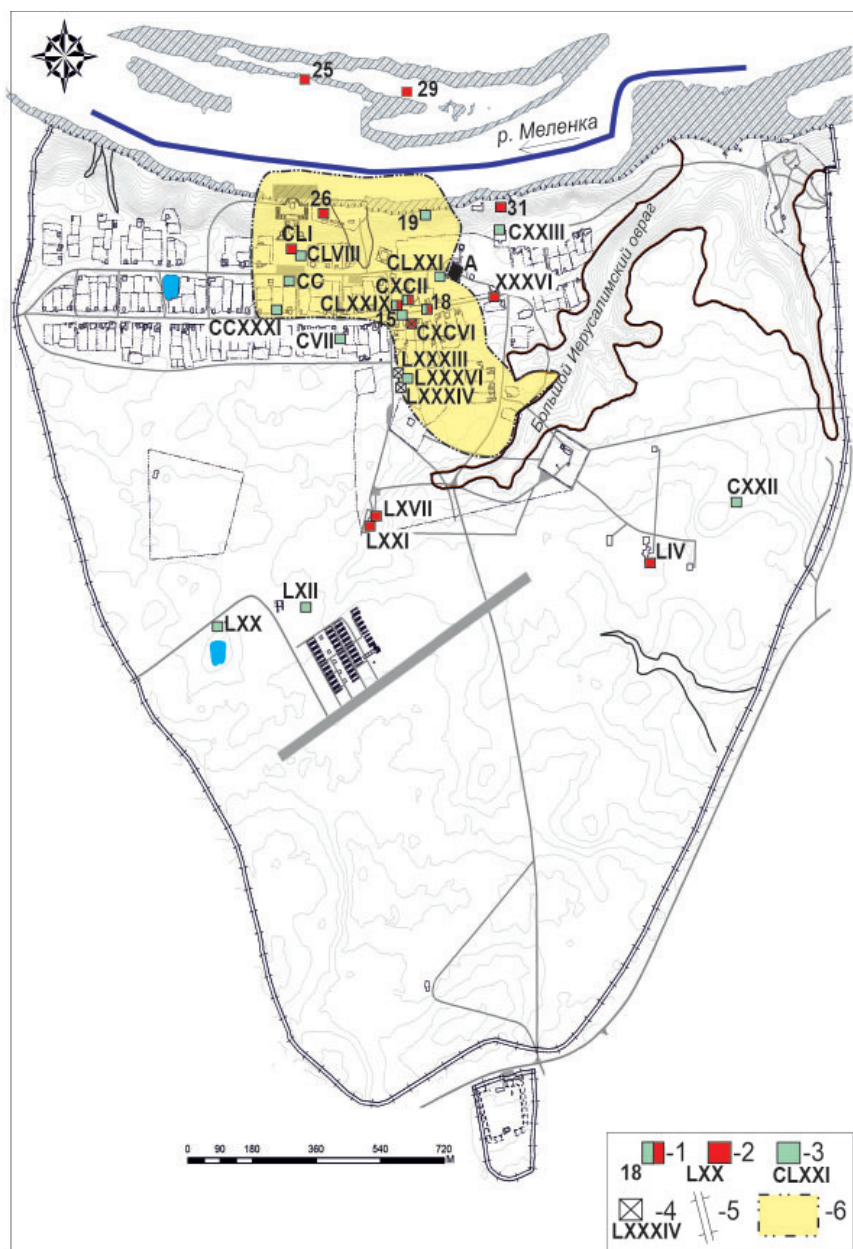 25
29
р. Меленка
26
19
31
CLI
CXXIII
CLVIII
CLXXI
A
CC
CXCII
XXXVI
CLXXIX
18
15
CXCVI
CCXXXI
CVII
LXXXIII
LXXXVI
LXXXIV
Большой Иерусалимский овраг
CXXII
LXVII
LXXI
LIV
LXII
LXX
0 90 180 360 540 720
М
-1 -2 -3
18 LXX CLXXI
-4 -5 -6
LXXXIV